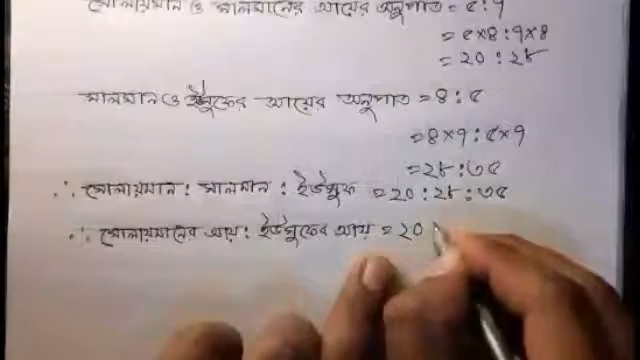 সোলায়মান ও সালমানের আয়ের অনুপাত = ৫ : ৭
= ৫×৪ : ৭×৪
= ২০ : ২৮
সালমান ও ইউসুফের আয়ের অনুপাত = ৪ : ৫
= ৪×৭ : ৫×৭
= ২৮ : ৩৫
∴ সোলায়মান : সালমান : ইউসুফ = ২০ : ২৮ : ৩৫
∴ সোলায়মানের আয় : ইউসুফের আয় = ২০